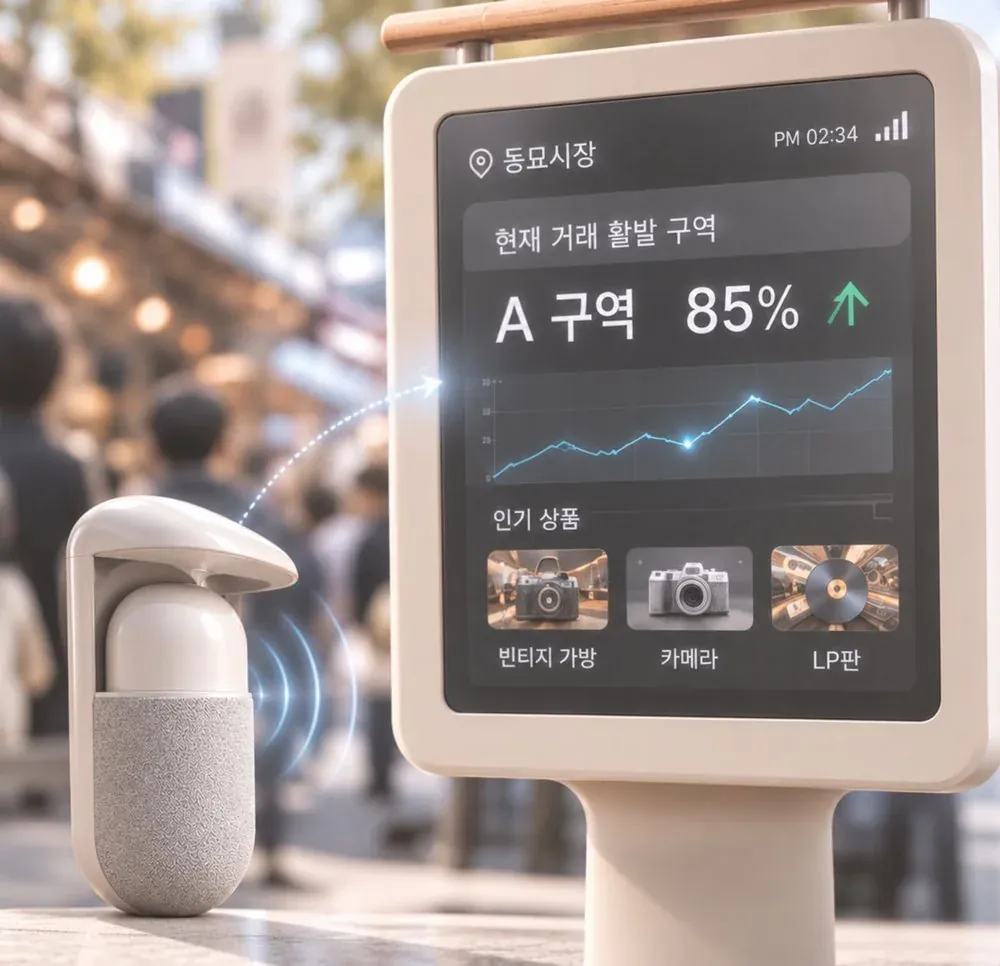 동묘시장
PM 02:34
현재 거래 활발 구역
A 구역 85%
인기 상품
빈티지 가방 카메라 LP판